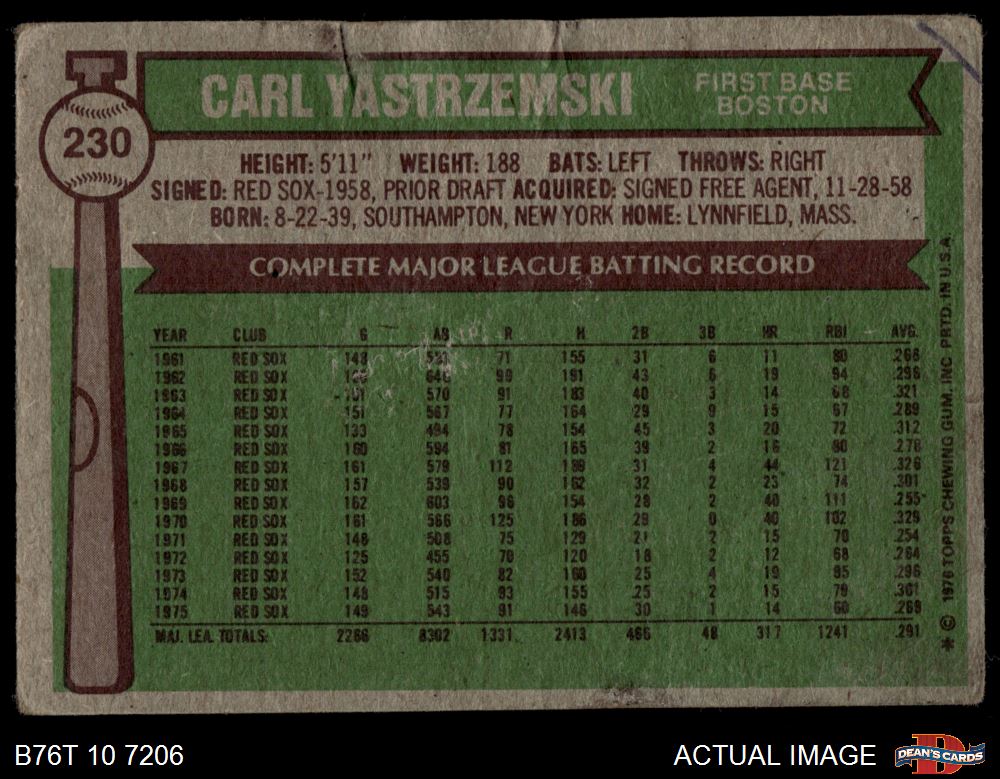 CARL YASTRZEMSKI
FIRST BASE
BOSTON
230
HEIGHT: 5'11" WEIGHT: 188 BATS: LEFT THROWS: RIGHT
SIGNED: RED SOX-1958, PRIOR DRAFT ACQUIRED: SIGNED FREE AGENT, 11-28-58
BORN: 8-22-39, SOUTHAMPTON, NEW YORK HOME: LYNNFIELD, MASS.
COMPLETE MAJOR LEAGUE BATTING RECORD
YEAR CLUB G AB R H 2B 3B HR RBI AVG.
1961 RED SOX 148 71 155 31 6 11 80 .266
1962 RED SOX 646 99 191 43 6 19 94 .296
1963 RED SOX 570 91 183 40 3 14 68 .321
1964 RED SOX 151 567 77 164 29 9 15 67 .289
1965 RED SOX 133 494 78 154 45 3 20 72 .312
1966 RED SOX 160 594 81 165 39 2 16 80 .278
1967 RED SOX 161 579 112 189 31 4 44 121 .326
1968 RED SOX 157 539 90 162 32 2 23 74 .301
1969 RED SOX 162 603 96 154 28 2 40 111 .255
1970 RED SOX 161 566 125 186 29 0 40 102 .329
1971 RED SOX 148 508 75 129 21 2 15 70 .254
1972 RED SOX 125 455 70 120 18 2 12 68 .264
1973 RED SOX 152 540 82 160 25 4 19 95 .296
1974 RED SOX 148 515 93 155 25 2 15 79 .301
1975 RED SOX 149 543 91 146 30 1 14 60 .269
MAJ. LEA. TOTALS: 2286 8302 1331 2413 466 48 317 1241 .291
* © 1976 TOPPS CHEWING GUM, INC. PRTD. IN U.S.A.
B76T 10 7206
ACTUAL IMAGE
DEAN'S CARDS